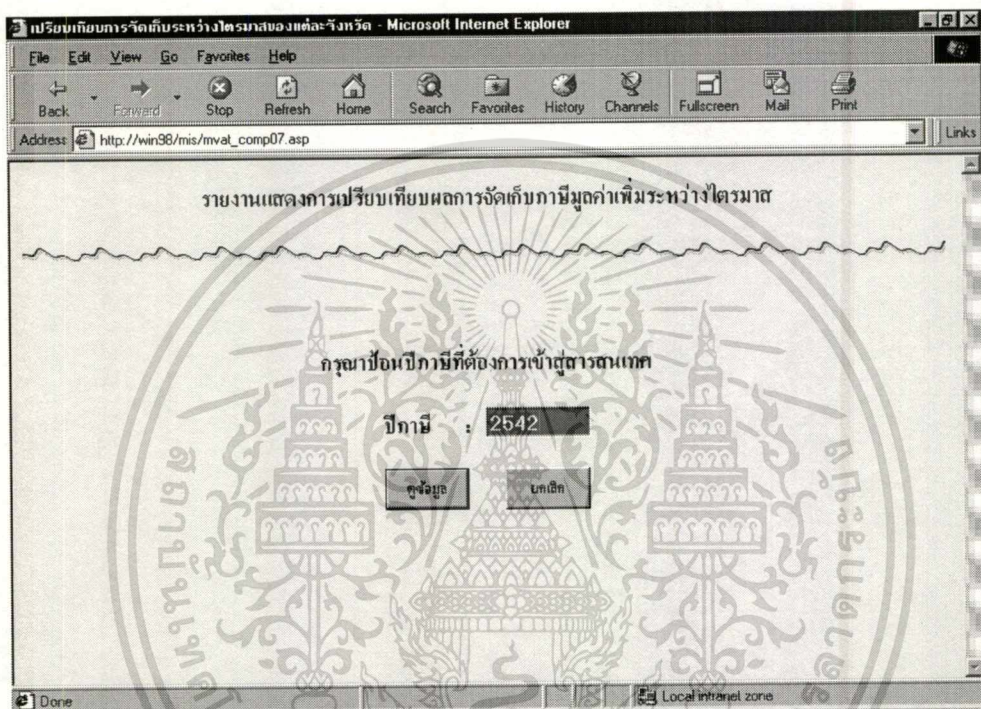 เปรียบเทียบการจัดเก็บระหว่างไตรมาสของแต่ละจังหวัด - Microsoft Internet Explorer
File Edit View Go Favorites Help
Back Forward Stop Refresh Home Search Favorites History Channels Fullscreen Mail Print
Address http://win98/mis/mvat_comp07.asp Links
รายงานแสดงการเปรียบเทียบผลการจัดเก็บภาษีมูลค่าเพิ่มระหว่างไตรมาส
กรุณาป้อนปีภาษีที่ต้องการเข้าสู่สารสนเทศ
ปีภาษี : 2542
ดูข้อมูล ยกเลิก
Done Local intranet zone